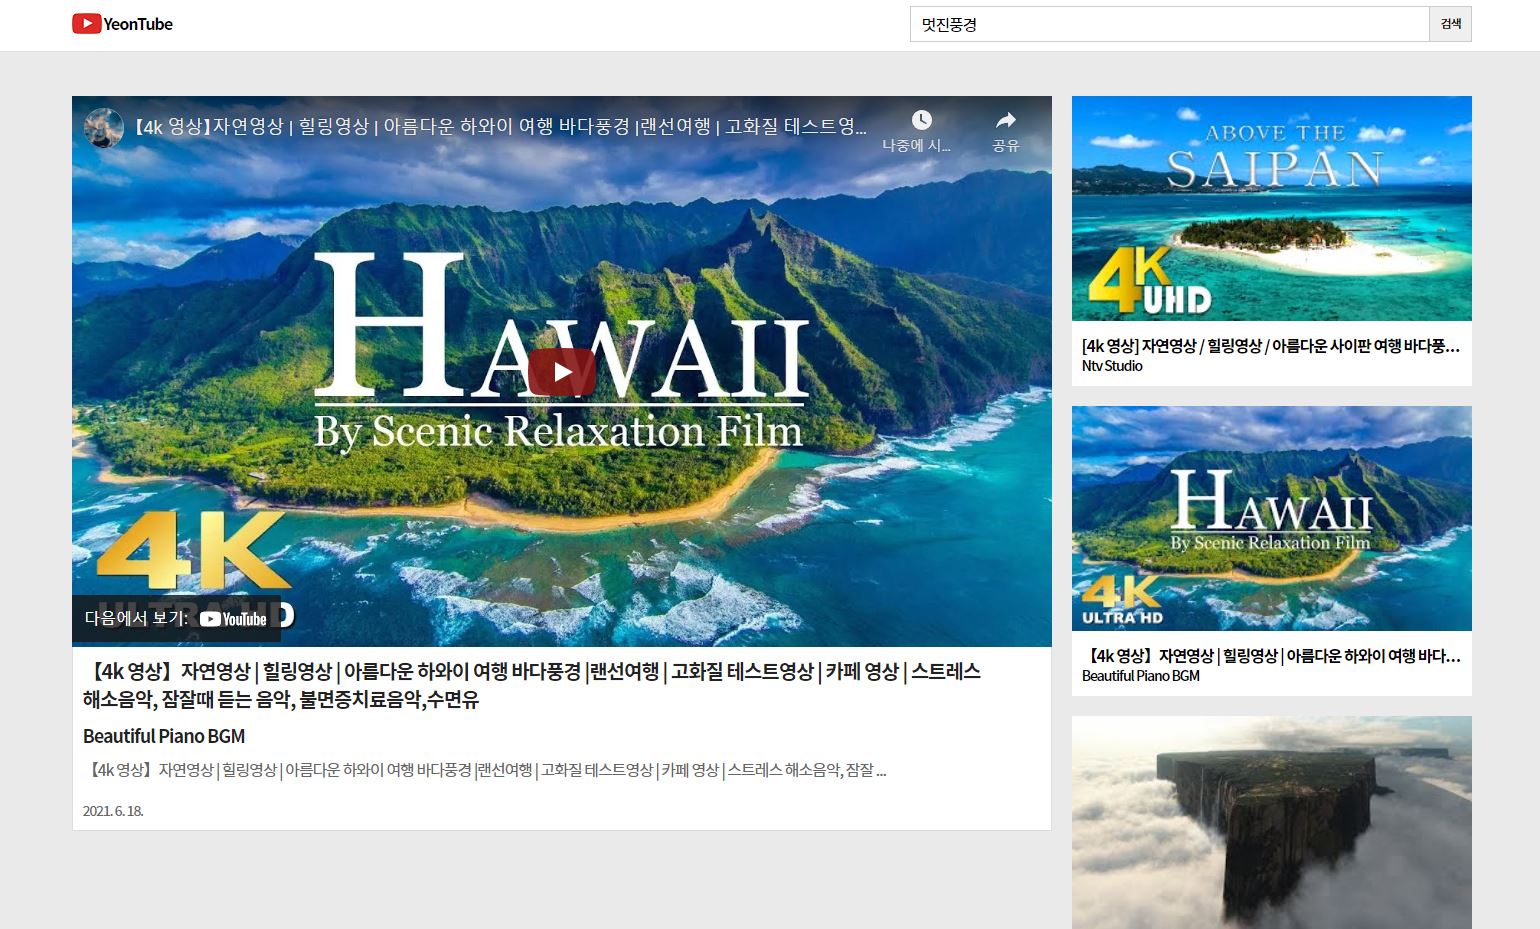 YeonTube
멋진풍경
검색
【4k 영상】자연영상 | 힐링영상 | 아름다운 하와이 여행 바다풍경 |랜선여행 | 고화질 테스트영...
나중에 시...
공유
HAWAII
By Scenic Relaxation Film
4K
ULTRA HD
다음에서 보기: YouTube
【4k 영상】자연영상 | 힐링영상 | 아름다운 하와이 여행 바다풍경 |랜선여행 | 고화질 테스트영상 | 카페 영상 | 스트레스
해소음악, 잠잘때 듣는 음악, 불면증치료음악,수면유
Beautiful Piano BGM
【4k 영상】자연영상 | 힐링영상 | 아름다운 하와이 여행 바다풍경 |랜선여행 | 고화질 테스트영상 | 카페 영상 | 스트레스 해소음악, 잠잘 ...
2021. 6. 18.
ABOVE THE
SAIPAN
4K
UHD
[4k 영상] 자연영상 / 힐링영상 / 아름다운 사이판 여행 바다풍...
Ntv Studio
HAWAII
By Scenic Relaxation Film
4K
ULTRA HD
【4k 영상】자연영상 | 힐링영상 | 아름다운 하와이 여행 바다...
Beautiful Piano BGM